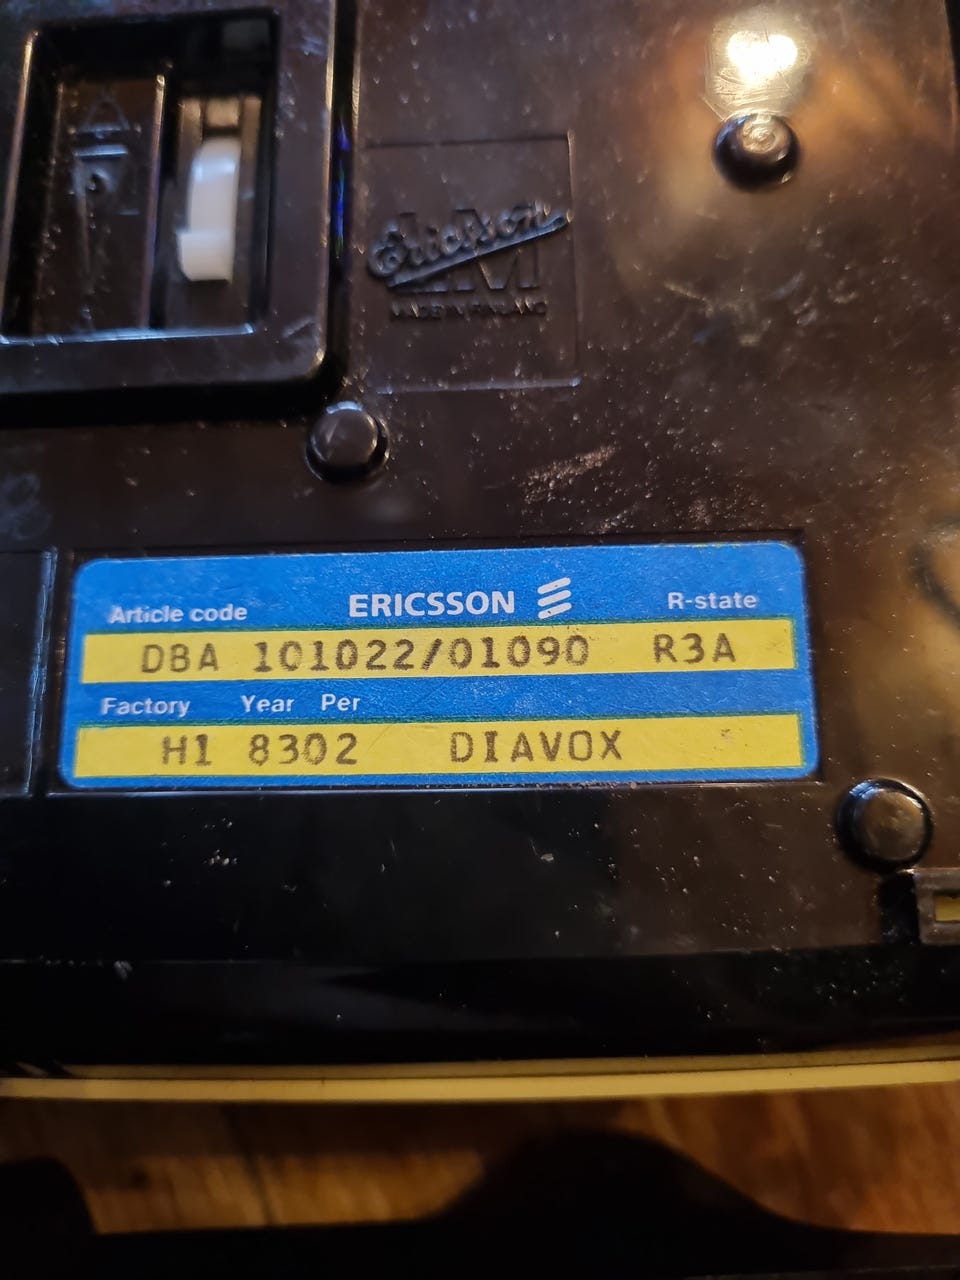 Ericsson
LM
MADE IN FINLAND
Article code ERICSSON R-state
DBA 101022/01090 R3A
Factory Year Per
H1 8302 DIAVOX